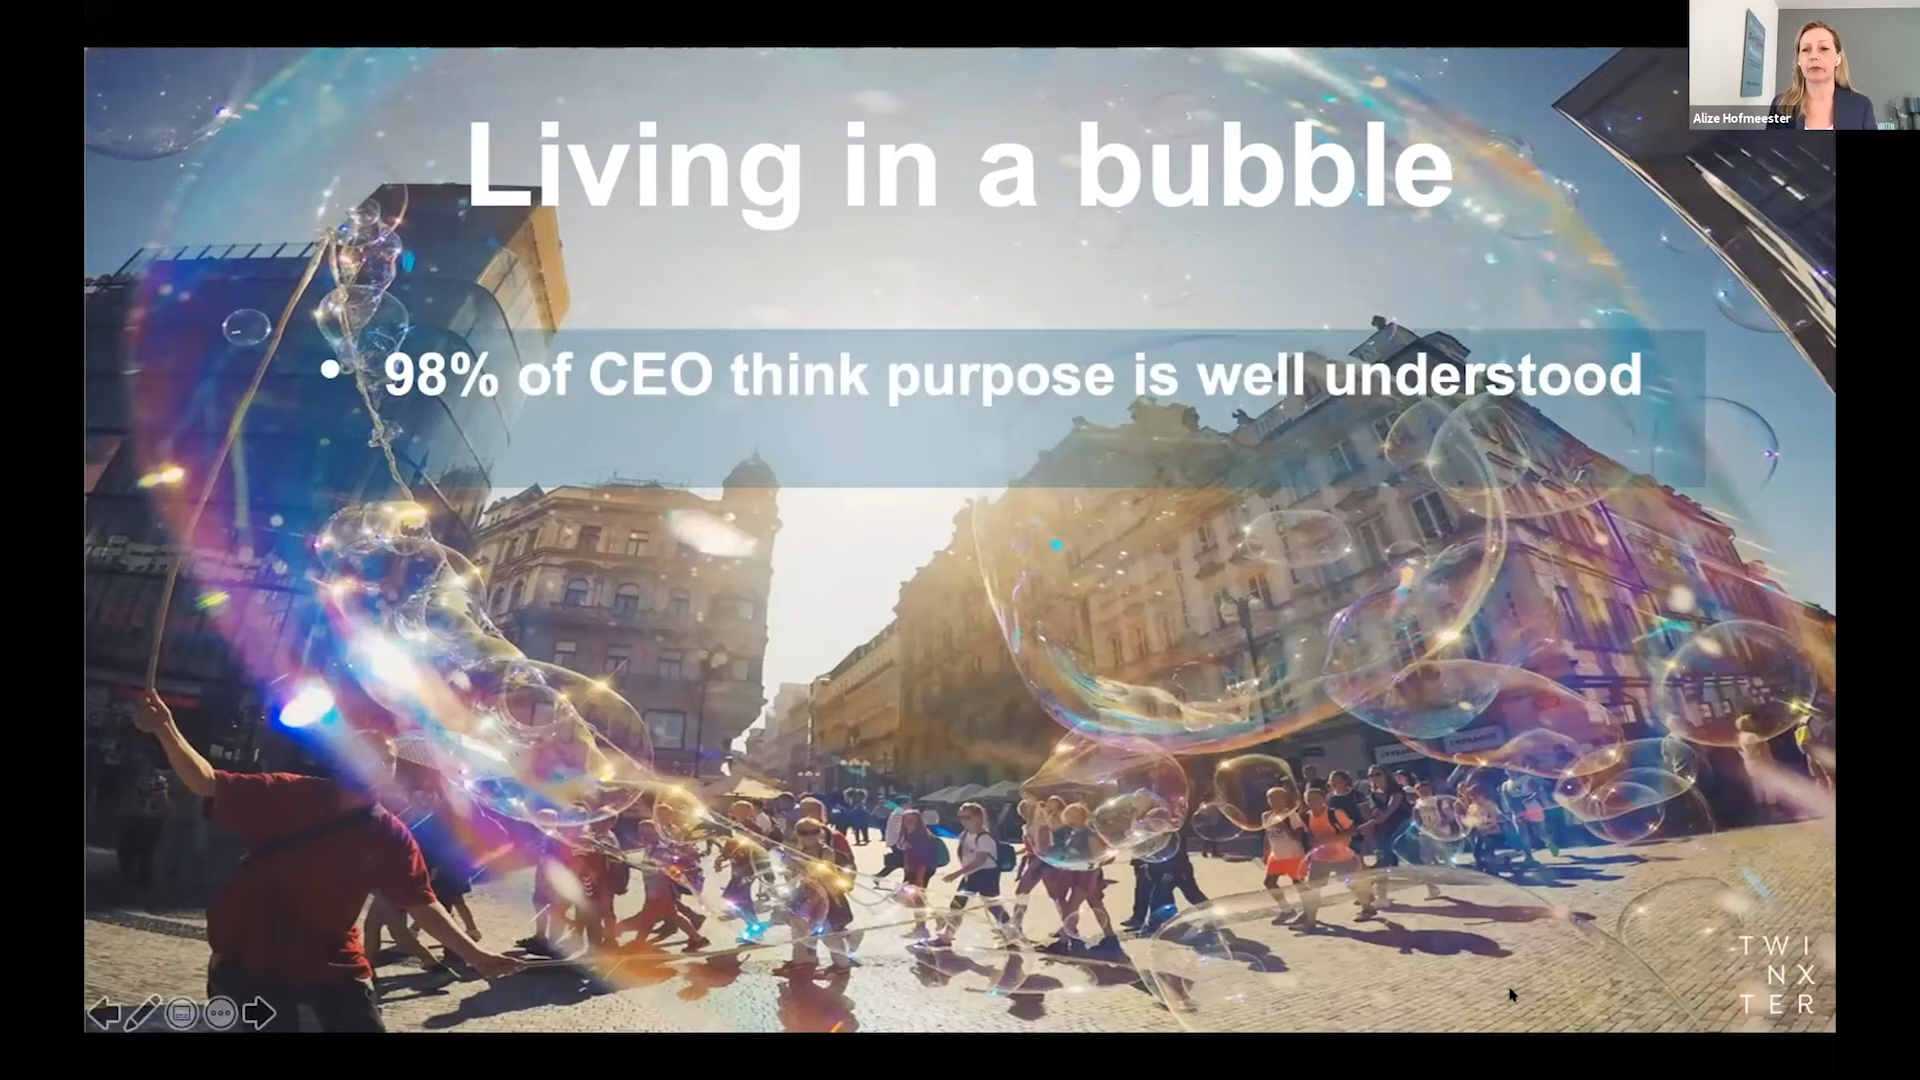 Alize Hofmeester
Living in a bubble
• 98% of CEO think purpose is well understood
TWI
NX
TER